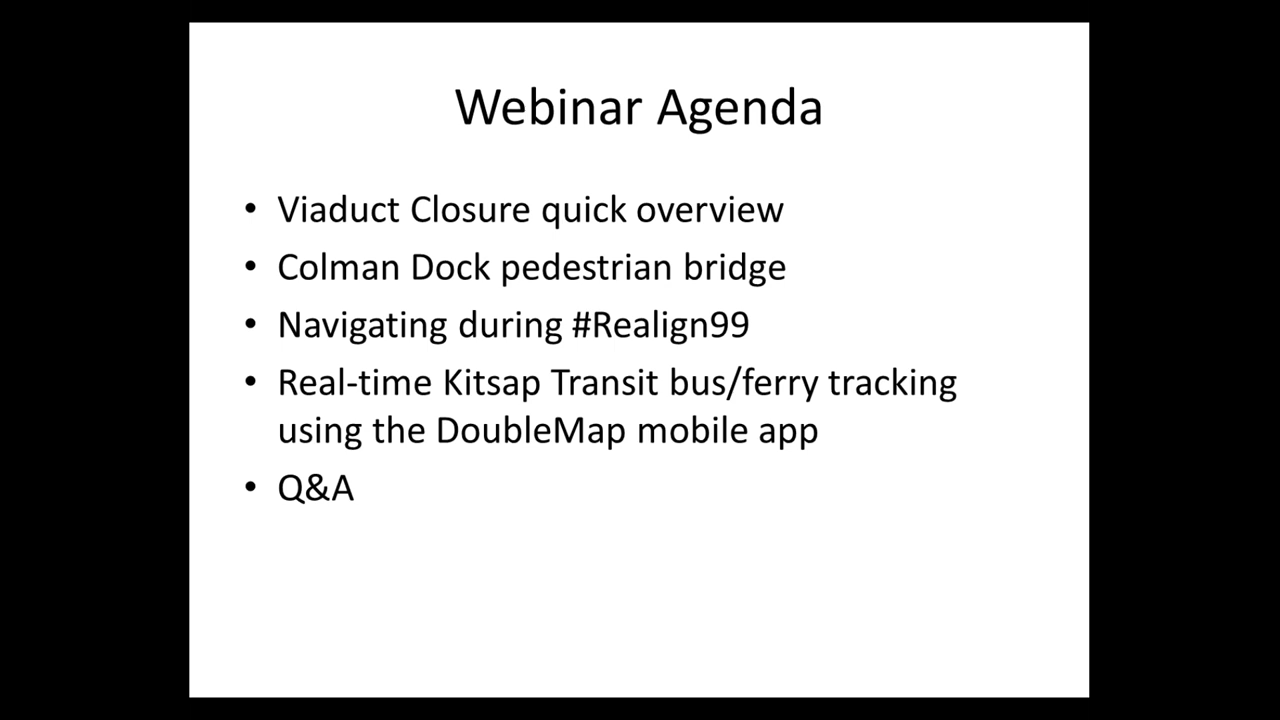 Webinar Agenda
• Viaduct Closure quick overview
• Colman Dock pedestrian bridge
• Navigating during #Realign99
• Real-time Kitsap Transit bus/ferry tracking
using the DoubleMap mobile app
• Q&A